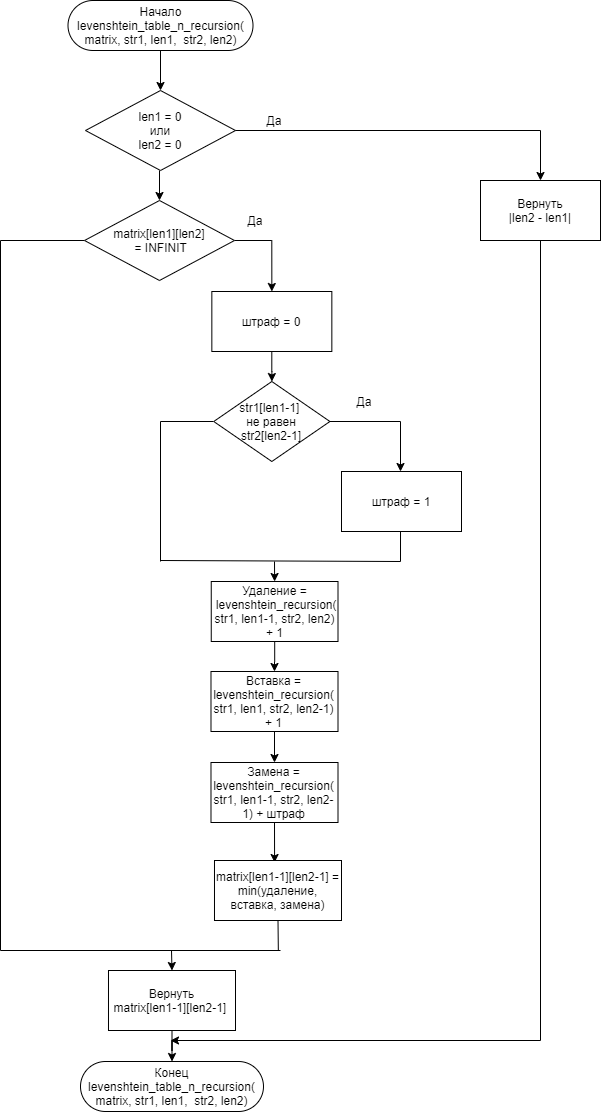 Начало
levenshtein_table_n_recursion(
matrix, str1, len1,  str2, len2)
len1 = 0
или
len2 = 0
Да
Вернуть
|len2 - len1|
matrix[len1][len2]
= INFINIT
Да
штраф = 0
str1[len1-1]
не равен
str2[len2-1]
Да
штраф = 1
Удаление =
levenshtein_recursion(
str1, len1-1, str2, len2)
+ 1
Вставка =
levenshtein_recursion(
str1, len1, str2, len2-1)
+ 1
Замена =
levenshtein_recursion(
str1, len1-1, str2, len2-
1) + штраф
matrix[len1-1][len2-1] =
min(удаление,
вставка, замена)
Вернуть
matrix[len1-1][len2-1]
Конец
levenshtein_table_n_recursion(
matrix, str1, len1,  str2, len2)